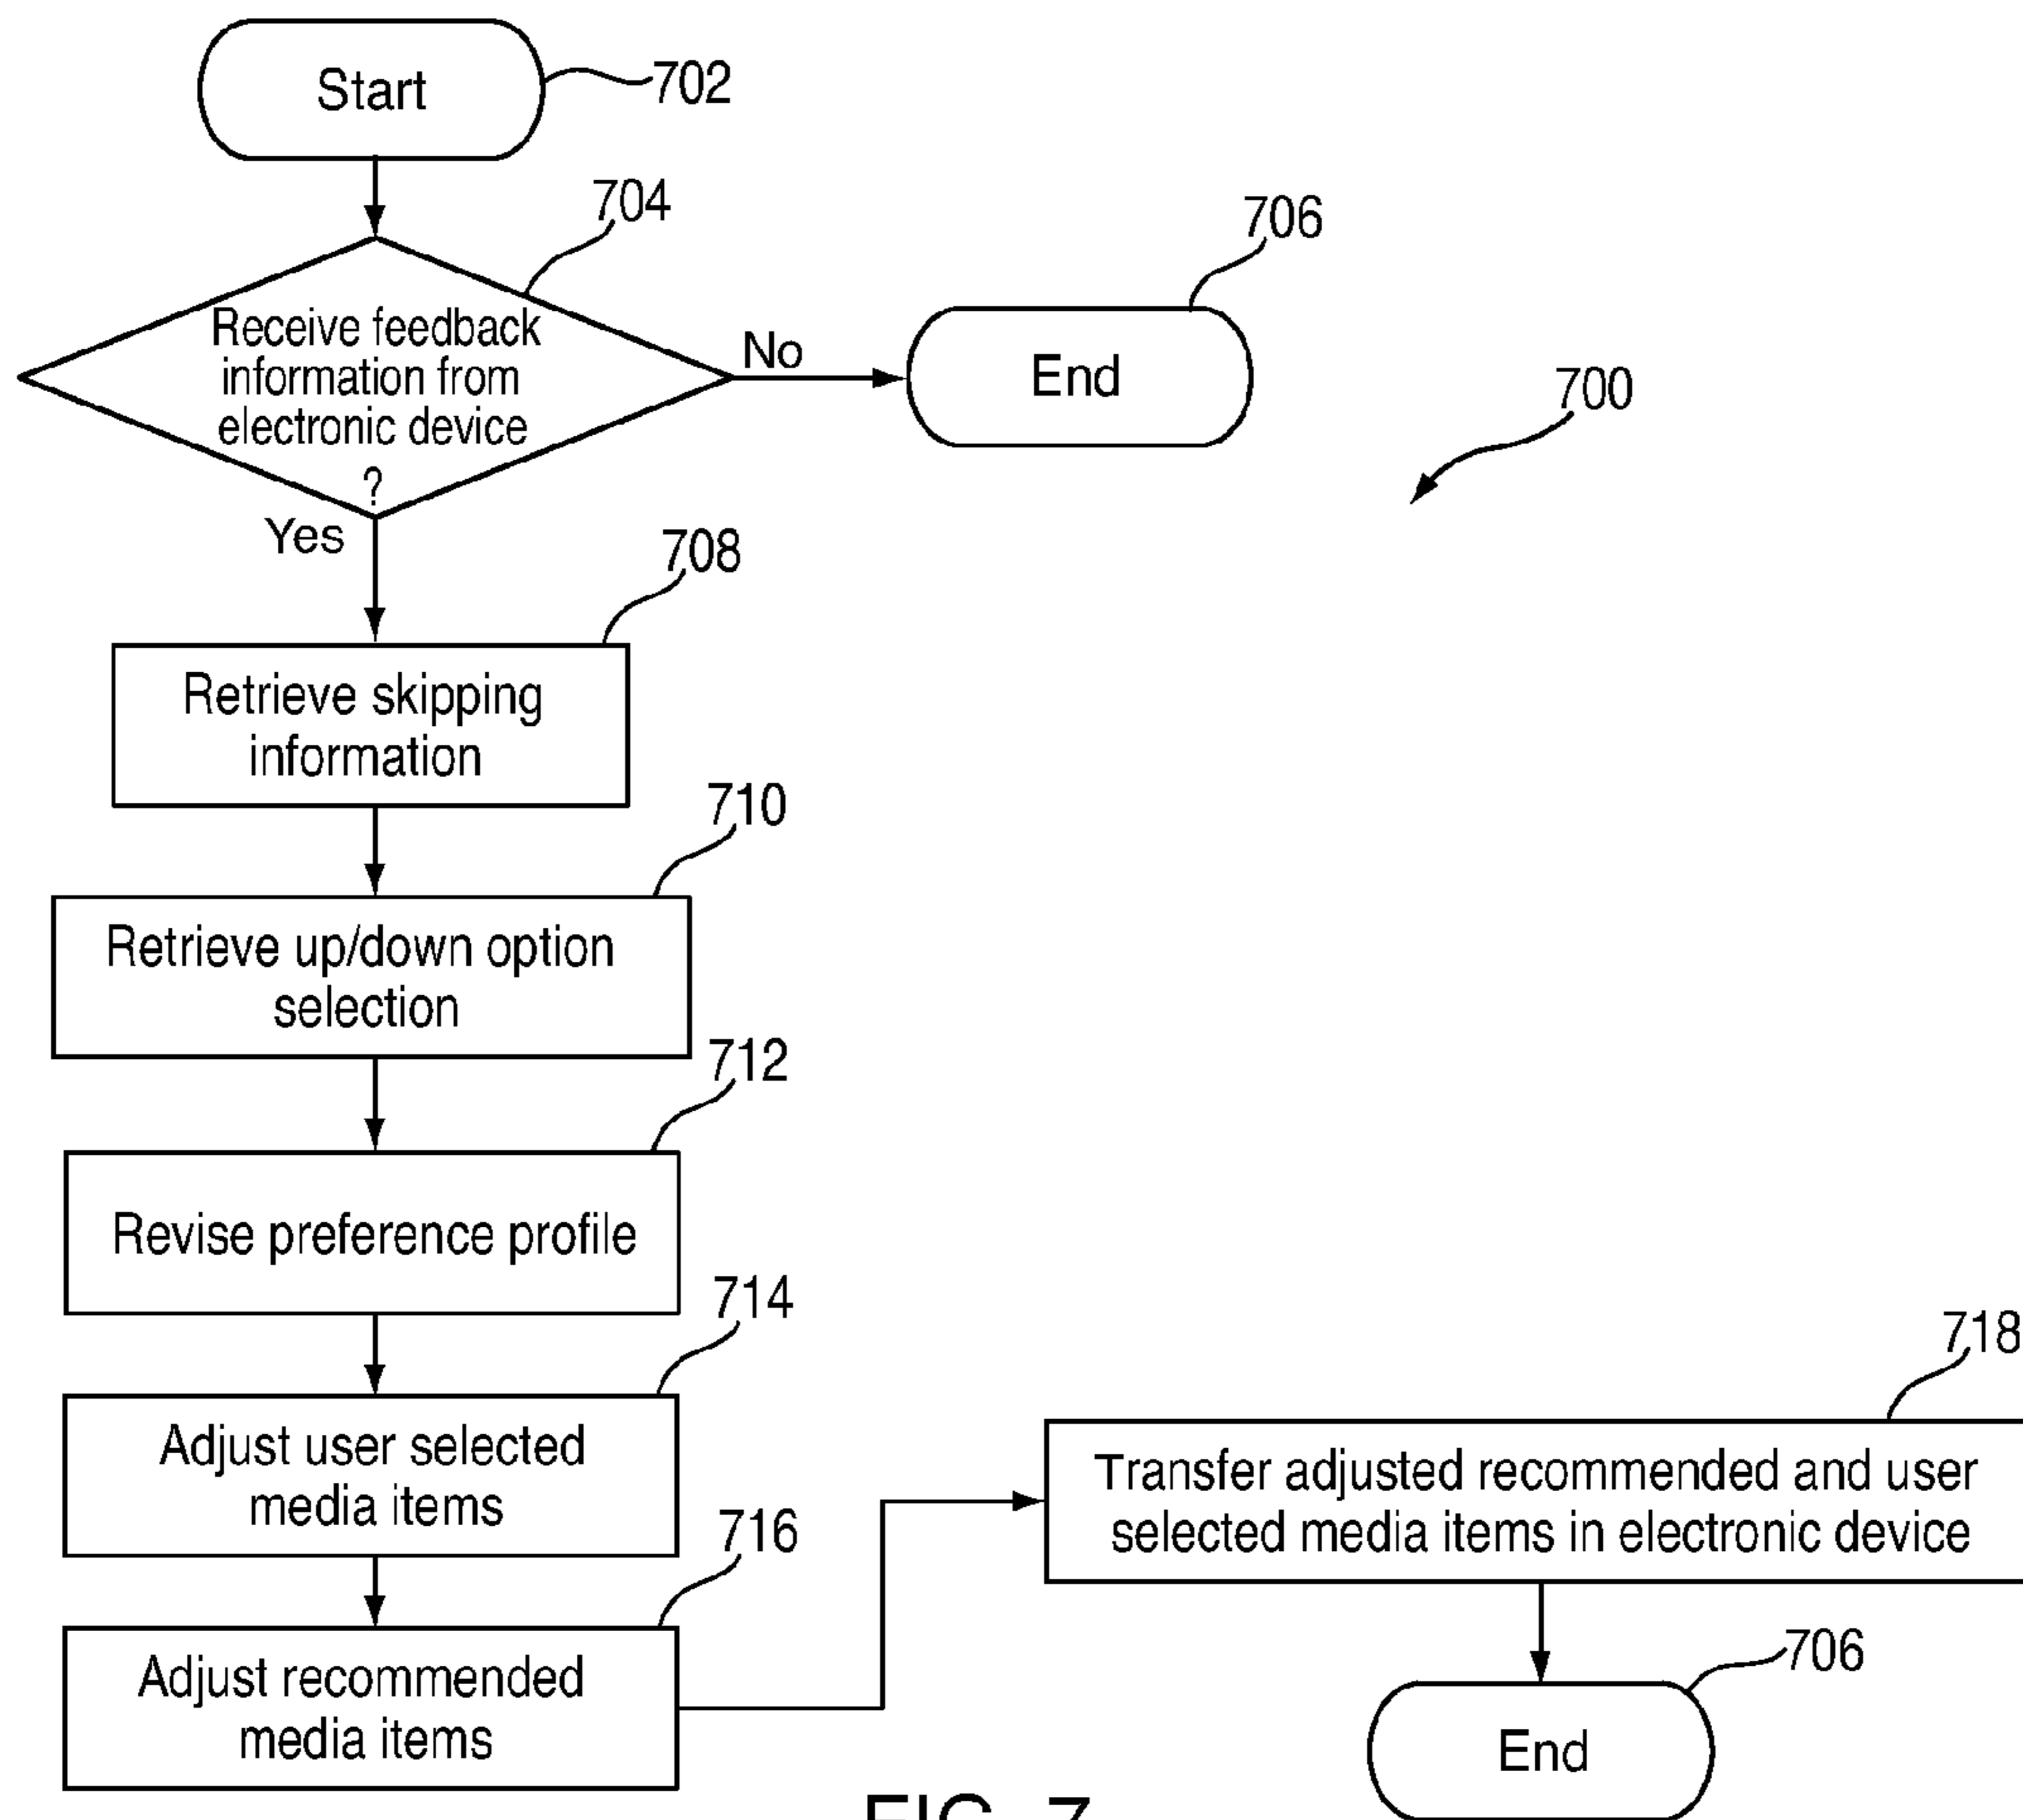 Start
702
704
Receive feedback
information from
electronic device
?
No
706
End
700
Yes
708
Retrieve skipping
information
710
Retrieve up/down option
selection
712
Revise preference profile
714
Adjust user selected
media items
716
Adjust recommended
media items
718
Transfer adjusted recommended and user
selected media items in electronic device
706
End
FIG. 7